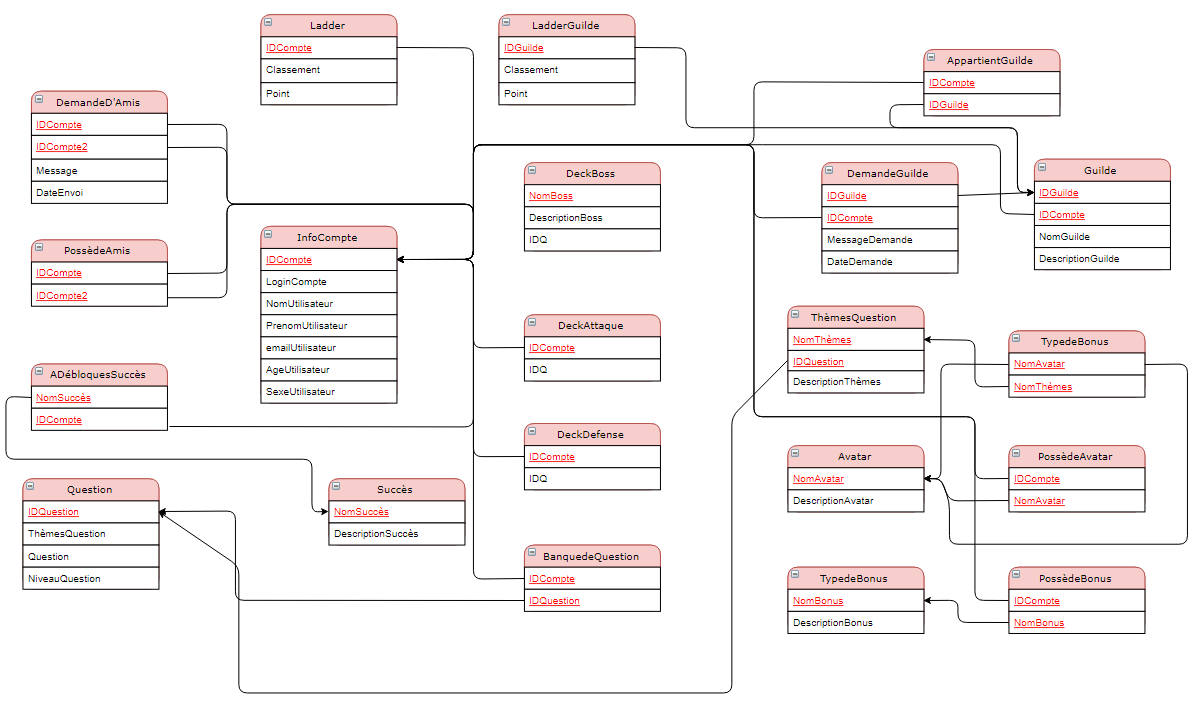 Ladder
IDCompte
Classement
Point
LadderGuilde
IDGuilde
Classement
Point
AppartientGuilde
IDCompte
IDGuilde
DemandeD'Amis
IDCompte
IDCompte2
Message
DateEnvoi
DeckBoss
NomBoss
DescriptionBoss
IDQ
DemandeGuilde
IDGuilde
IDCompte
MessageDemande
DateDemande
Guilde
IDGuilde
IDCompte
NomGuilde
DescriptionGuilde
PossèdeAmis
IDCompte
IDCompte2
InfoCompte
IDCompte
LoginCompte
NomUtilisateur
PrenomUtilisateur
emailUtilisateur
AgeUtilisateur
SexeUtilisateur
DeckAttaque
IDCompte
IDQ
ThèmesQuestion
NomThèmes
IDQuestion
DescriptionThèmes
TypedeBonus
NomAvatar
NomThémes
ADébloquesSuccès
NomSuccès
IDCompte
DeckDefense
IDCompte
IDQ
Avatar
NomAvatar
DescriptionAvatar
PossèdeAvatar
IDCompte
NomAvatar
Question
IDQuestion
ThèmesQuestion
Question
NiveauQuestion
Succès
NomSuccès
DescriptionSuccès
BanquedeQuestion
IDCompte
IDQuestion
TypedeBonus
NomBonus
DescriptionBonus
PossèdeBonus
IDCompte
NomBonus